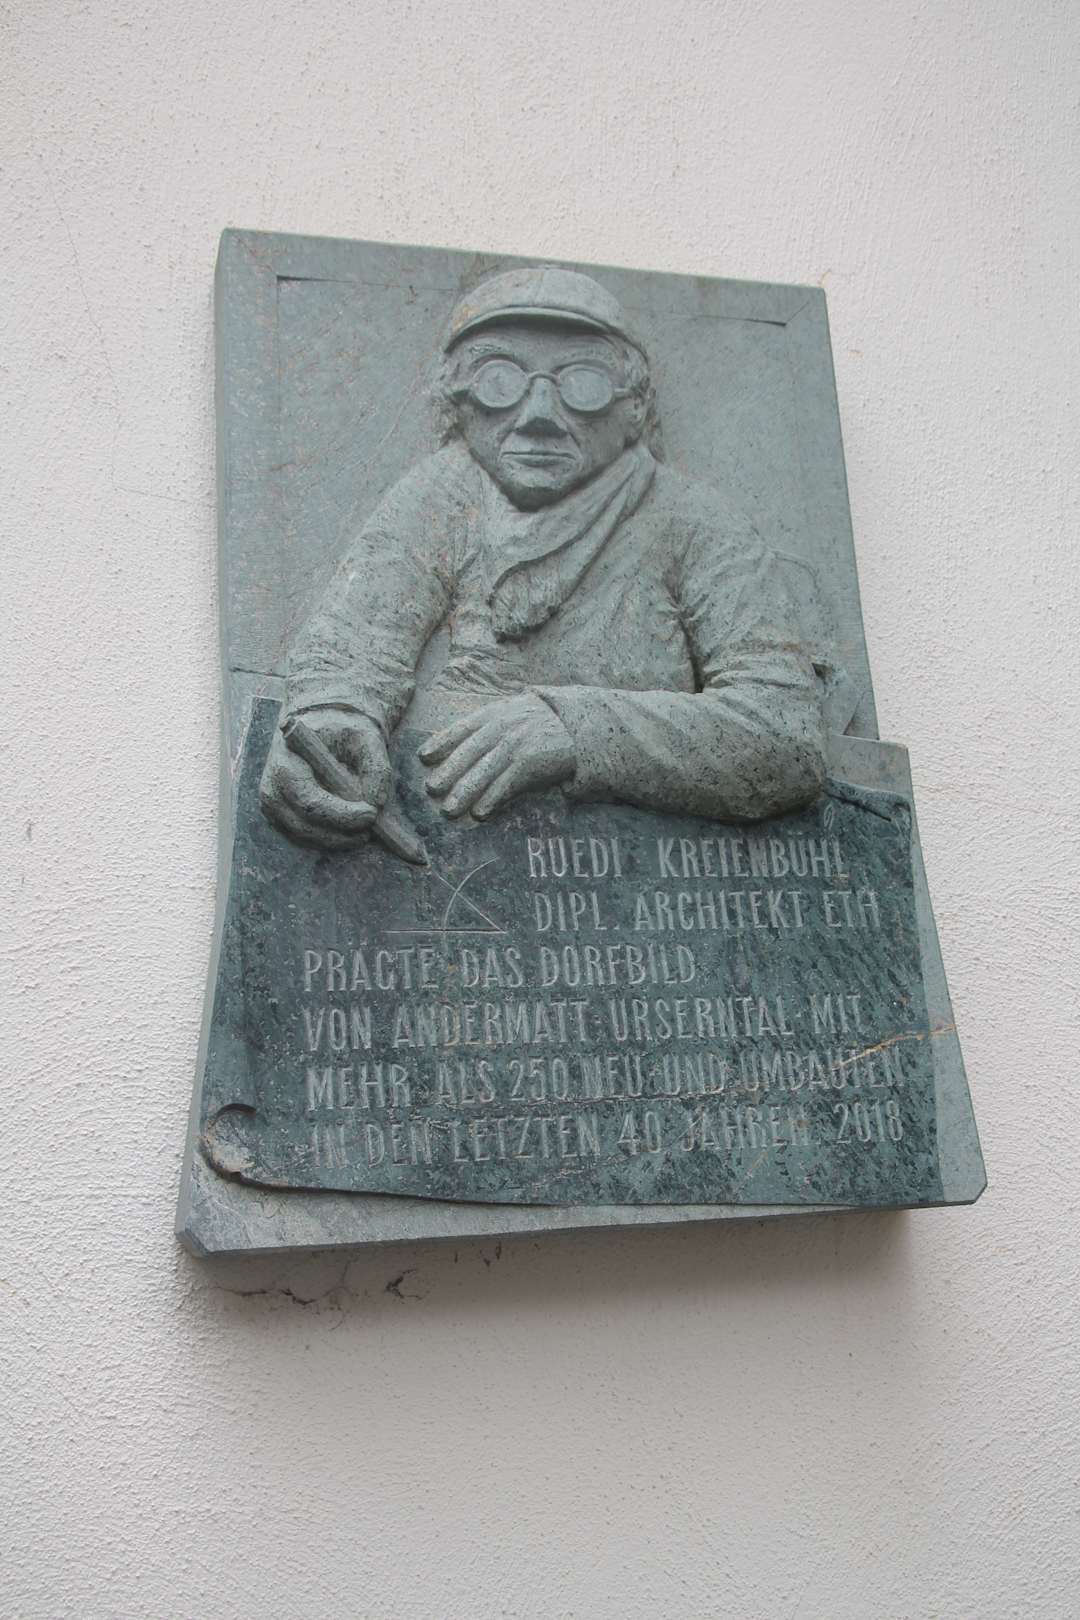 RUEDI KREIENBÜHL
DIPL. ARCHITEKT ETH
PRÄGTE DAS DORFBILD
VON ANDERMATT URSERNTAL MIT
MEHR ALS 250 NEU UND UMBAUTEN
IN DEN LETZTEN 40 JAHREN 2018